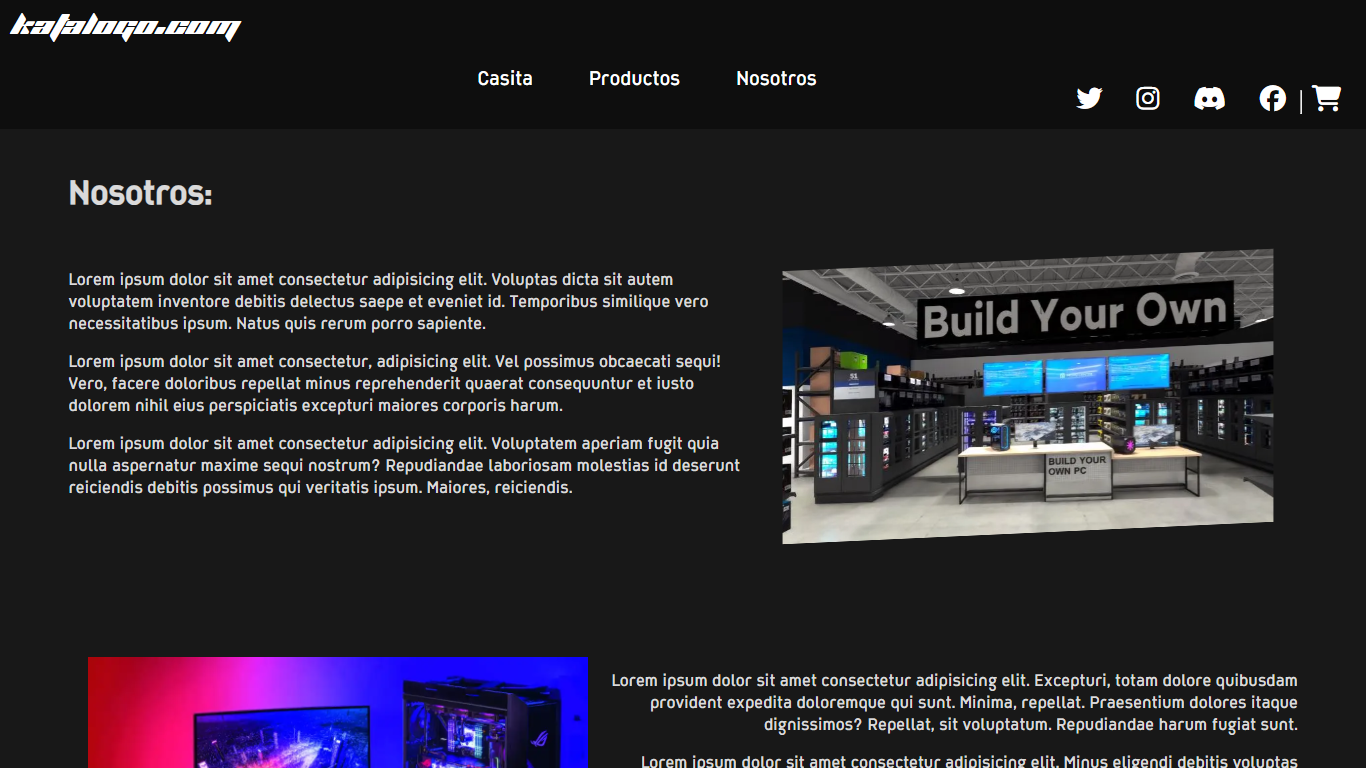 katalogo.com
Casita Productos Nosotros
Nosotros:
Lorem ipsum dolor sit amet consectetur adipisicing elit. Voluptas dicta sit autem
voluptatem inventore debitis delectus saepe et eveniet id. Temporibus similique vero
necessitatibus ipsum. Natus quis rerum porro sapiente.
Lorem ipsum dolor sit amet consectetur, adipisicing elit. Vel possimus obcaecati sequi!
Vero, facere doloribus repellat minus reprehenderit quaerat consequuntur et iusto
dolorem nihil eius perspiciatis excepturi maiores corporis harum.
Lorem ipsum dolor sit amet consectetur adipisicing elit. Voluptatem aperiam fugit quia
nulla aspernatur maxime sequi nostrum? Repudiandae laboriosam molestias id deserunt
reiciendis debitis possimus qui veritatis ipsum. Maiores, reiciendis.
Build Your Own
51
BUILD YOUR
OWN PC
Lorem ipsum dolor sit amet consectetur adipisicing elit. Excepturi, totam dolore quibusdam
provident expedita doloremque qui sunt. Minima, repellat. Praesentium dolores itaque
dignissimos? Repellat, sit voluptatum. Repudiandae harum fugiat sunt.
Lorem ipsum dolor sit amet consectetur adipisicing elit. Minus eligendi debitis voluptas